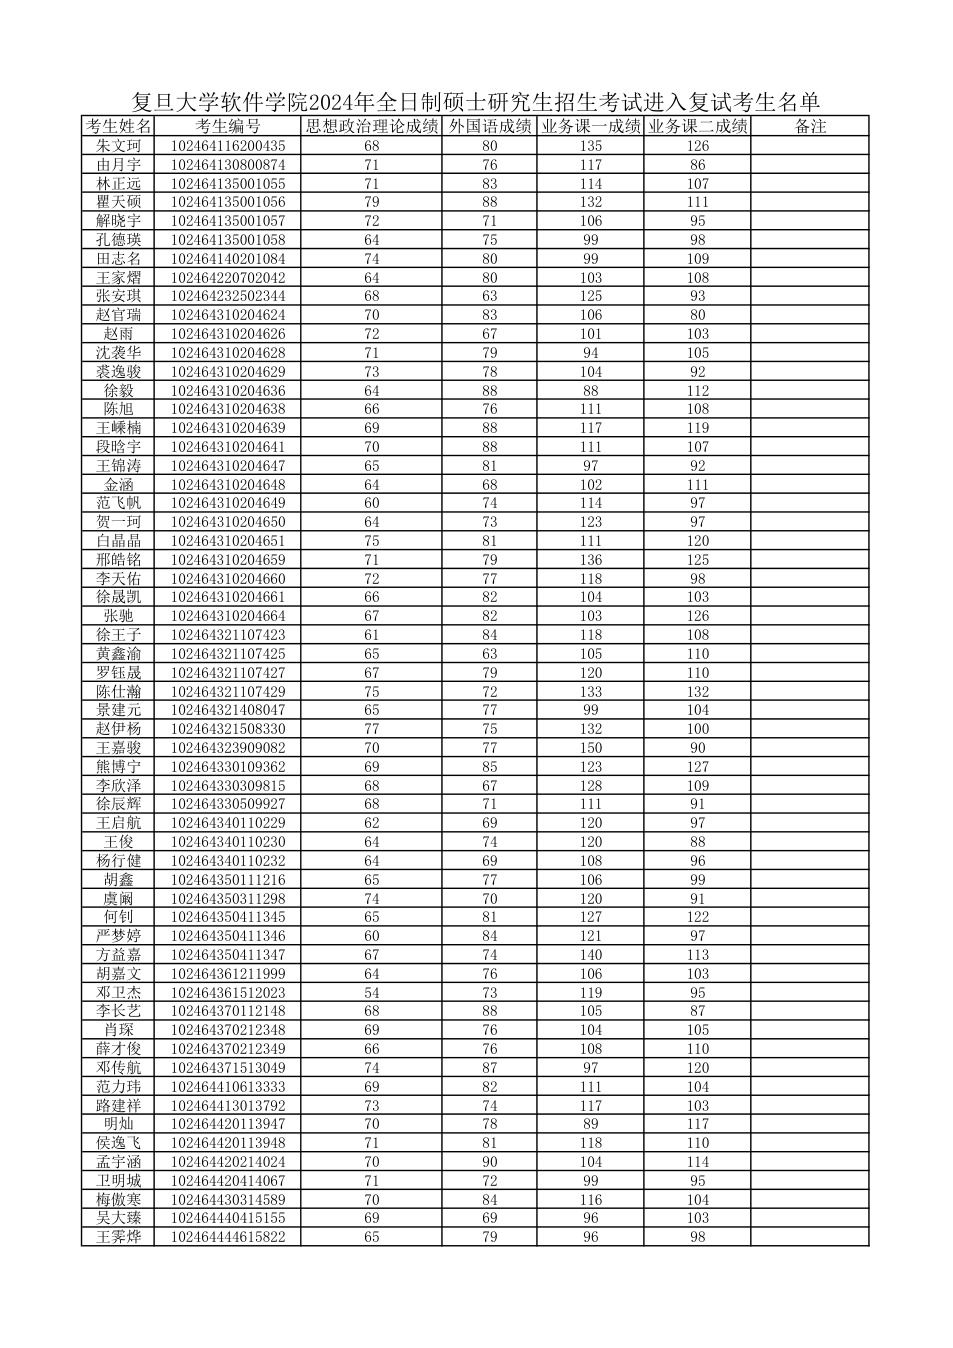 复旦大学软件学院2024年全日制硕士研究生招生考试进入复试考生名单
考生姓名 考生编号 思想政治理论成绩 外国语成绩 业务课一成绩 业务课二成绩 备注
朱文珂 102464116200435 68 80 135 126
由月宇 102464130800874 71 76 117 86
林正远 102464135001055 71 83 114 107
瞿天硕 102464135001056 79 88 132 111
解晓宇 102464135001057 72 71 106 95
孔德瑛 102464135001058 64 75 99 98
田志名 102464140201084 74 80 99 109
王家熠 102464220702042 64 80 103 108
张安琪 102464232502344 68 63 125 93
赵官瑞 102464310204624 70 83 106 80
赵雨 102464310204626 72 67 101 103
沈袭华 102464310204628 71 79 94 105
裘逸骏 102464310204629 73 78 104 92
徐毅 102464310204636 64 88 88 112
陈旭 102464310204638 66 76 111 108
王嵊楠 102464310204639 69 88 117 119
段晗宇 102464310204641 70 88 111 107
王锦涛 102464310204647 65 81 97 92
金涵 102464310204648 64 68 102 111
范飞帆 102464310204649 60 74 114 97
贺一珂 102464310204650 64 73 123 97
白晶晶 102464310204651 75 81 111 120
邢皓铭 102464310204659 71 79 136 125
李天佑 102464310204660 72 77 118 98
徐晟凯 102464310204661 66 82 104 103
张驰 102464310204664 67 82 103 126
徐王子 102464321107423 61 84 118 108
黄鑫渝 102464321107425 65 63 105 110
罗钰晟 102464321107427 67 79 120 110
陈仕瀚 102464321107429 75 72 133 132
景建元 102464321408047 65 77 99 104
赵伊杨 102464321508330 77 75 132 100
王嘉骏 102464323909082 70 77 150 90
熊博宁 102464330109362 69 85 123 127
李欣泽 102464330309815 68 67 128 109
徐辰辉 102464330509927 68 71 111 91
王启航 102464340110229 62 69 120 97
王俊 102464340110230 64 74 120 88
杨行健 102464340110232 64 69 108 96
胡鑫 102464350111216 65 77 106 99
虞阚 102464350311298 74 70 120 91
何钊 102464350411345 65 81 127 122
严梦婷 102464350411346 60 84 121 97
方益嘉 102464350411347 67 74 140 113
胡嘉文 102464361211999 64 76 106 103
邓卫杰 102464361512023 54 73 119 95
李长艺 102464370112148 68 88 105 87
肖琛 102464370212348 69 76 104 105
薛才俊 102464370212349 66 76 108 110
邓传航 102464371513049 74 87 97 120
范力玮 102464410613333 69 82 111 104
路建祥 102464413013792 73 74 117 103
明灿 102464420113947 70 78 89 117
侯逸飞 102464420113948 71 81 118 110
孟宇涵 102464420214024 70 90 104 114
卫明城 102464420414067 71 72 99 95
梅傲寒 102464430314589 70 84 116 104
吴大臻 102464440415155 69 69 96 103
王霁烨 102464444615822 65 79 96 98